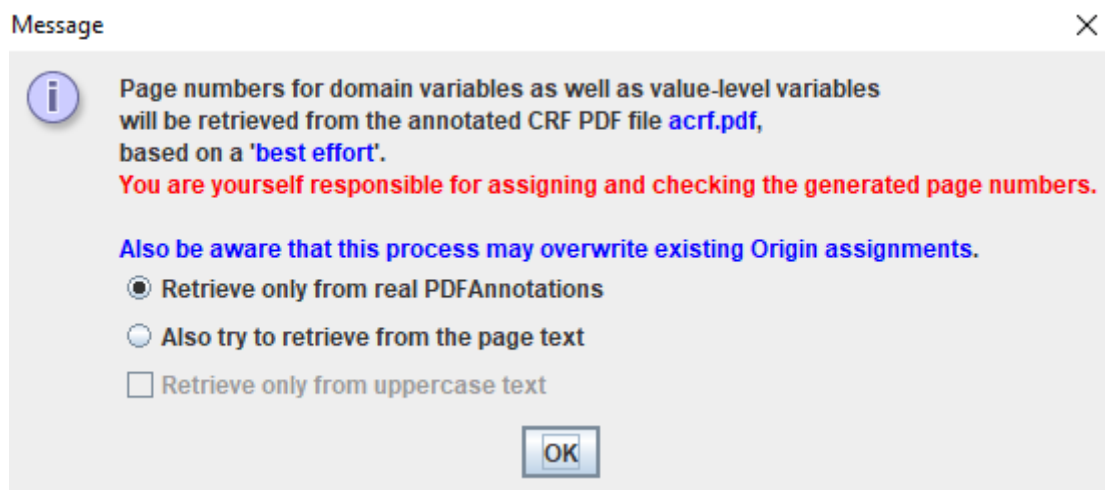 Message
Page numbers for domain variables as well as value-level variables
will be retrieved from the annotated CRF PDF file acrf.pdf,
based on a 'best effort'.
You are yourself responsible for assigning and checking the generated page numbers.
Also be aware that this process may overwrite existing Origin assignments.
Retrieve only from real PDFAnnotations
Also try to retrieve from the page text
Retrieve only from uppercase text
OK